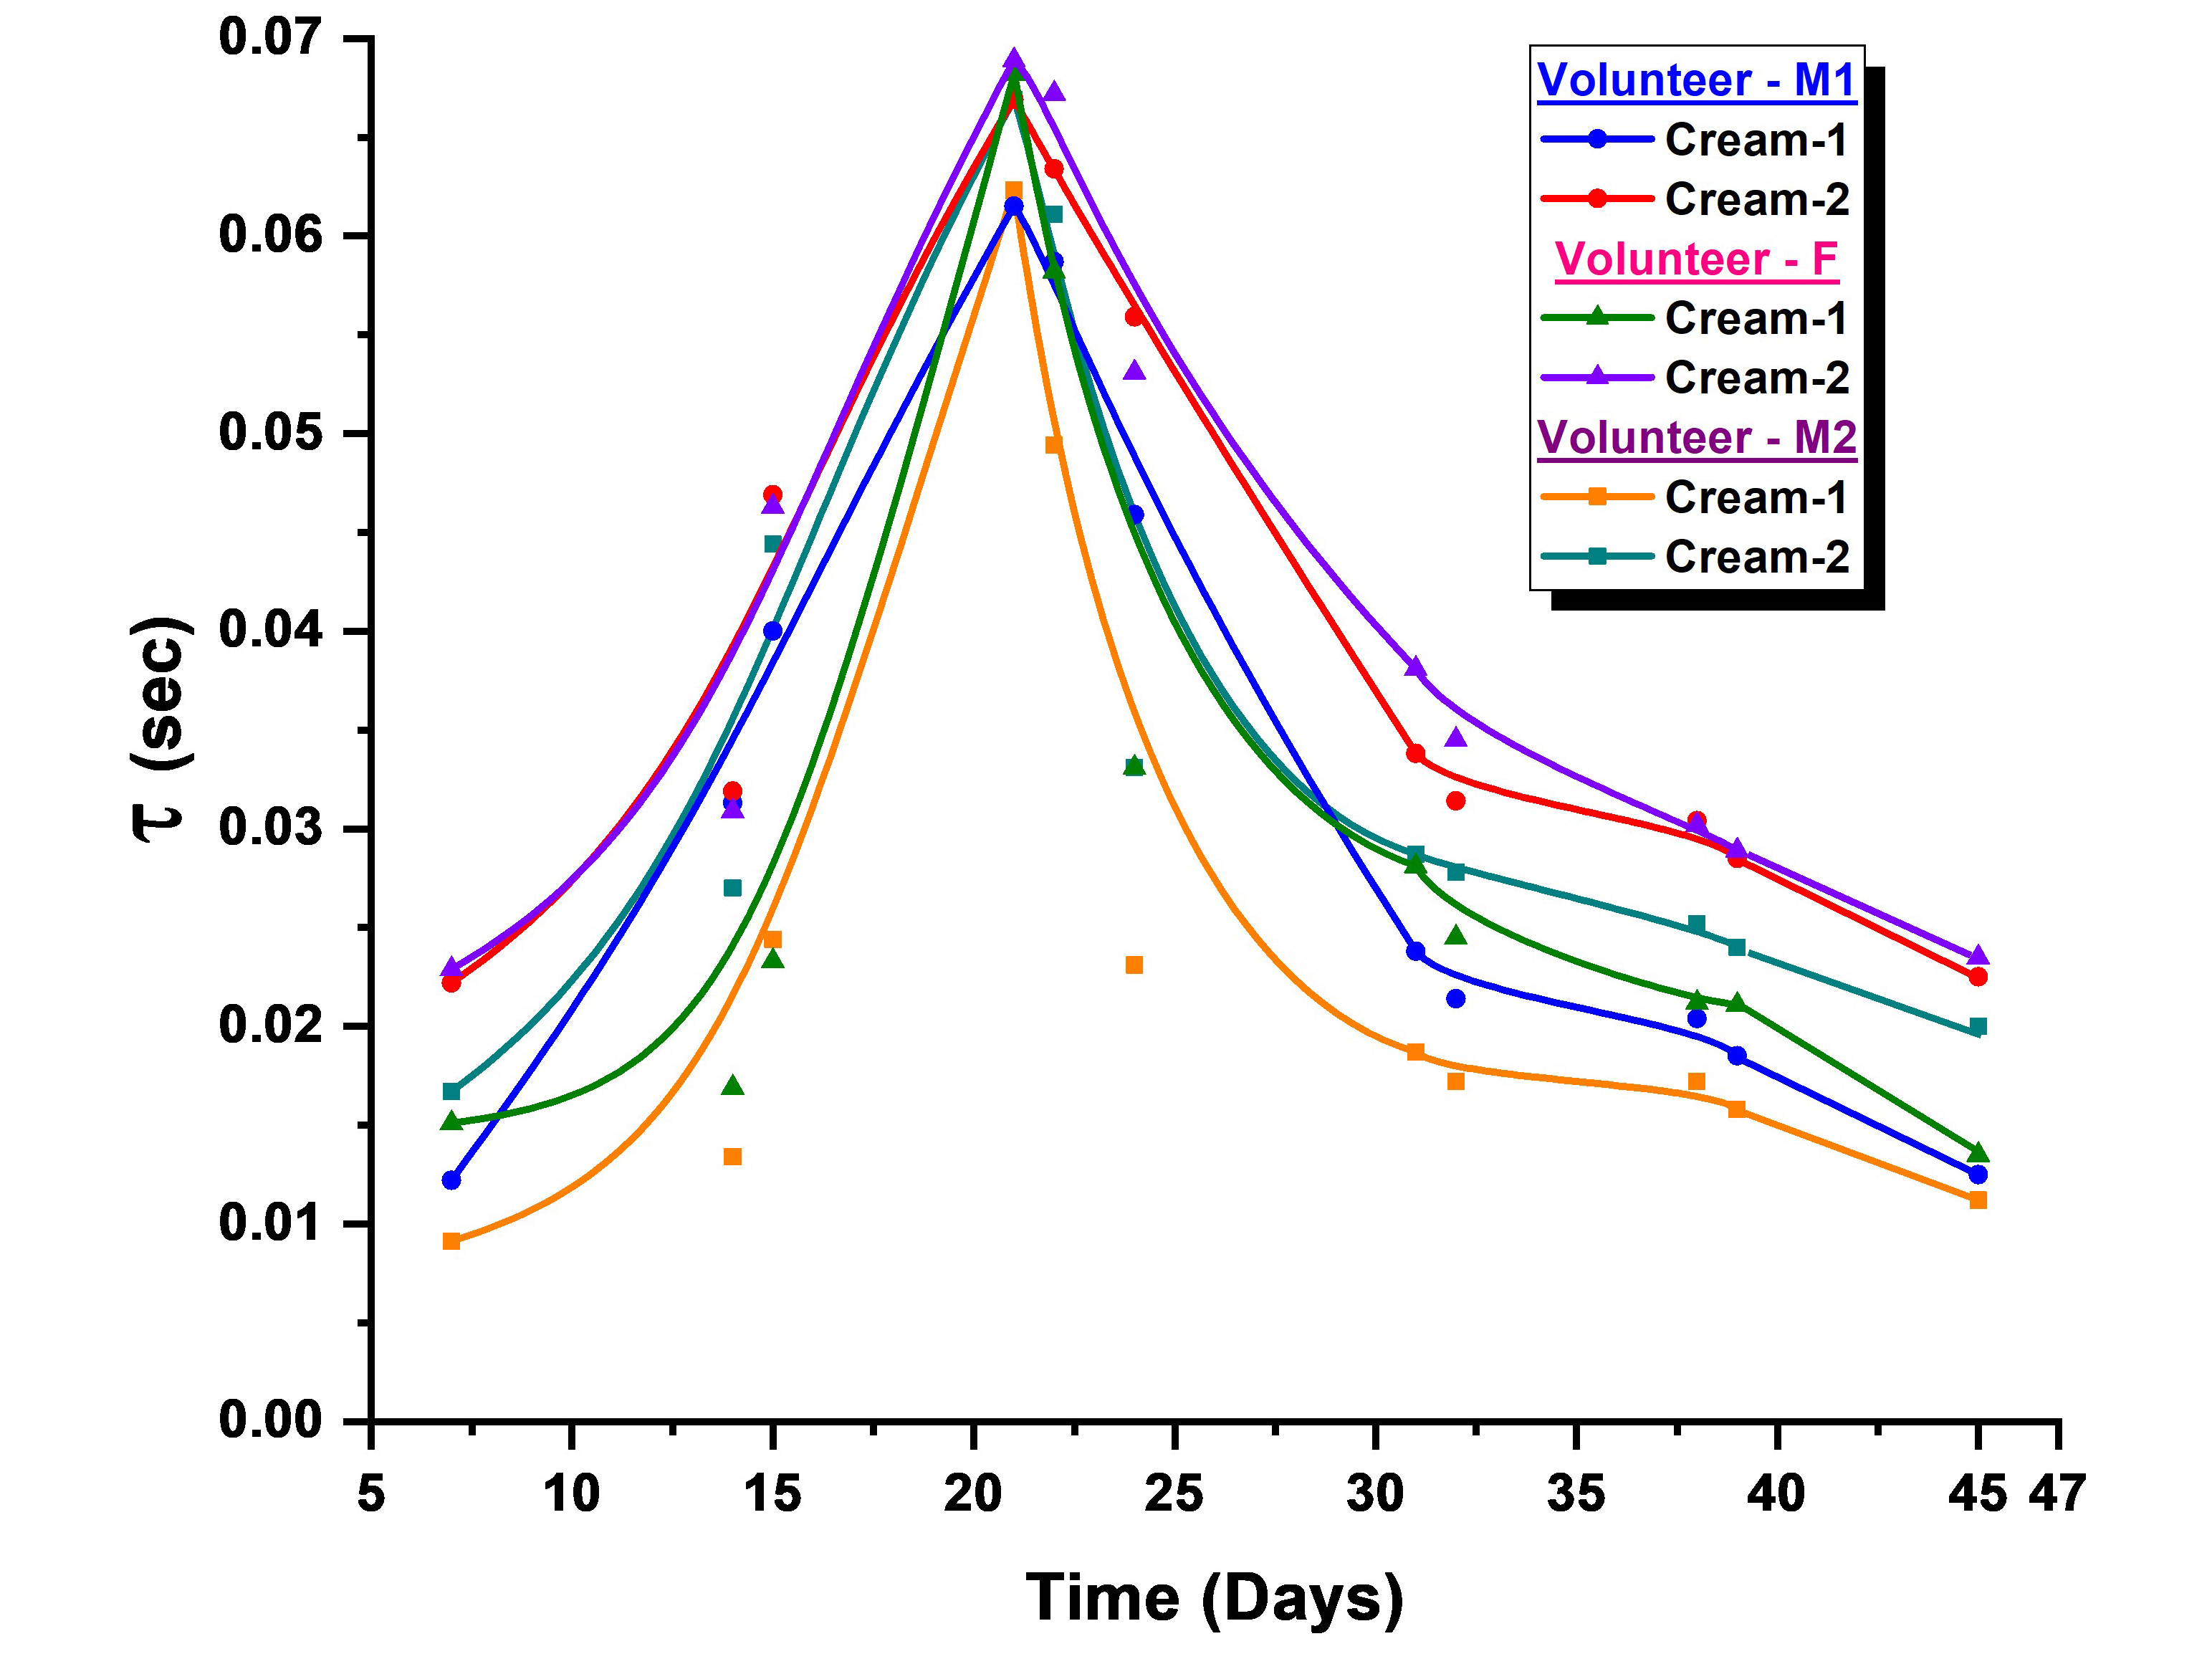 0.07
0.06
0.05
0.04
0.03
0.02
0.01
0.00
τ (sec)
5 10 15 20 25 30 35 40 45 47
Time (Days)
Volunteer - M1
Cream-1
Cream-2
Volunteer - F
Cream-1
Cream-2
Volunteer - M2
Cream-1
Cream-2